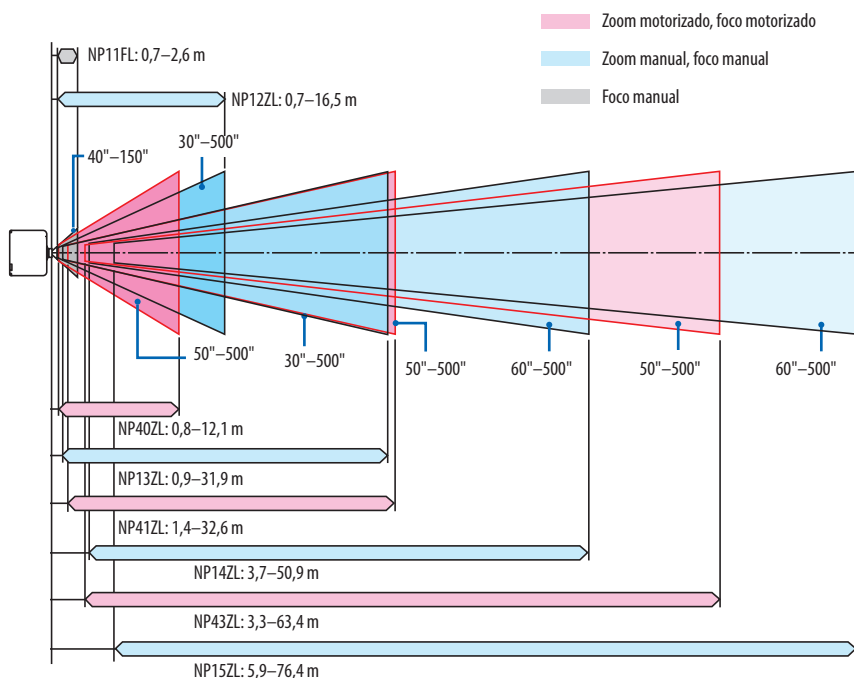 Zoom motorizado, foco motorizado
NP11FL: 0,7–2,6 m
Zoom manual, foco manual
NP12ZL: 0,7–16,5 m
Foco manual
30"–500"
40"–150"
50"–500"
30"–500"
50"–500"
60"–500"
50"–500"
60"–500"
NP40ZL: 0,8–12,1 m
NP13ZL: 0,9–31,9 m
NP41ZL: 1,4–32,6 m
NP14ZL: 3,7–50,9 m
NP43ZL: 3,3–63,4 m
NP15ZL: 5,9–76,4 m